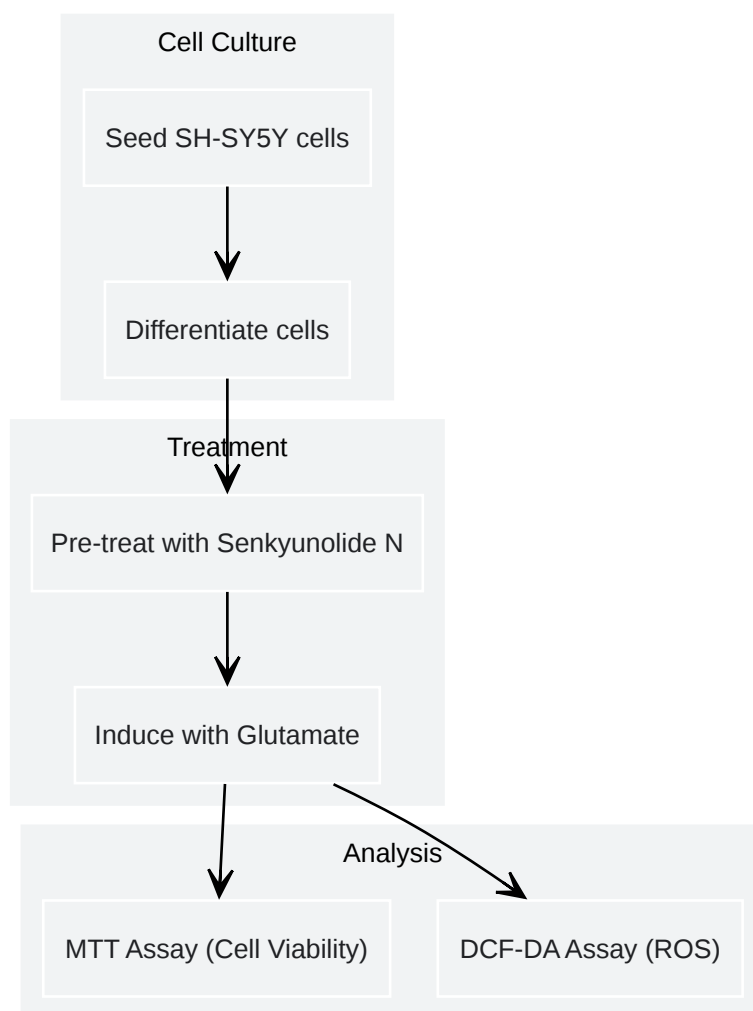 Cell Culture
Seed SH-SY5Y cells
Differentiate cells
Treatment
Pre-treat with Senkyunolide N
Induce with Glutamate
Analysis
MTT Assay (Cell Viability)
DCF-DA Assay (ROS)